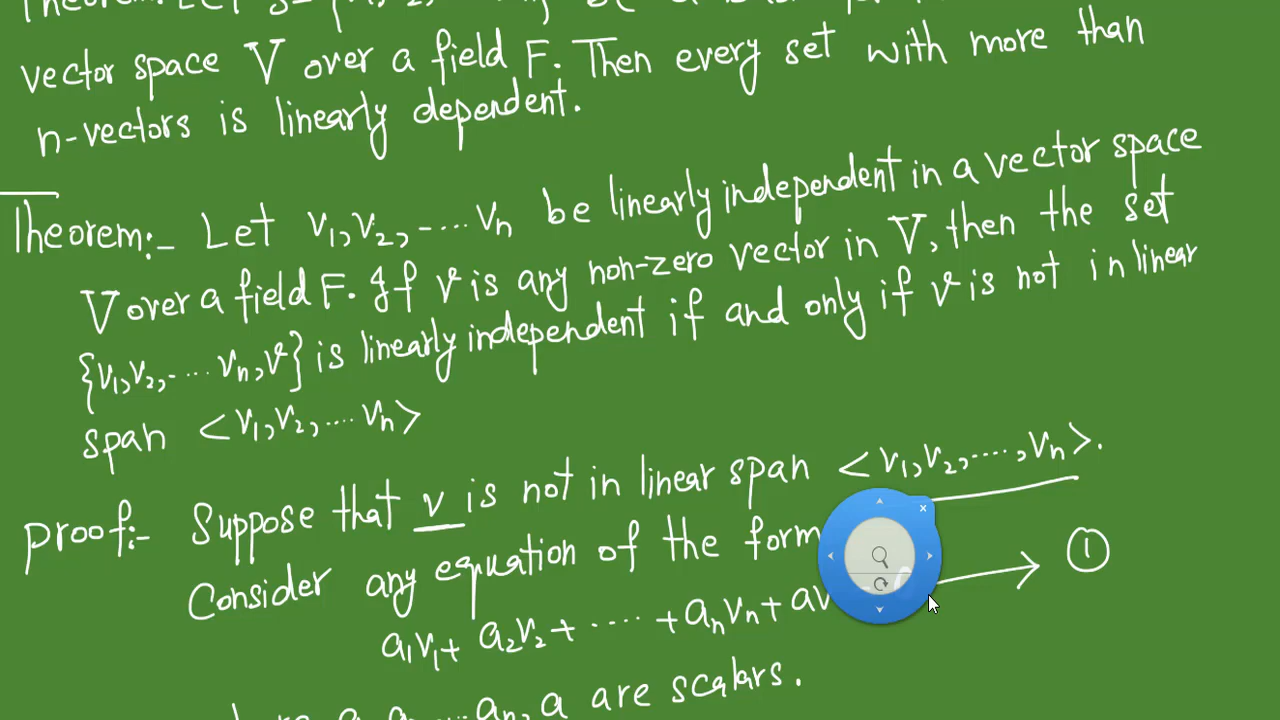 vector space V over a field F. Then every set with more than
n-vectors is linearly dependent.
Theorem:- Let v₁, v₂, ..... vₙ be linearly independent in a vector space
V over a field F. If v is any non-zero vector in V, then the set
{v₁, v₂, ..... vₙ, v} is linearly independent if and only if v is not in linear
span <v₁, v₂, .... vₙ>
Proof:- Suppose that v is not in linear span <v₁, v₂, ...., vₙ>.
Consider any equation of the form
a₁v₁ + a₂v₂ + ..... + aₙvₙ + av → ①
aₙ, a are scalars.